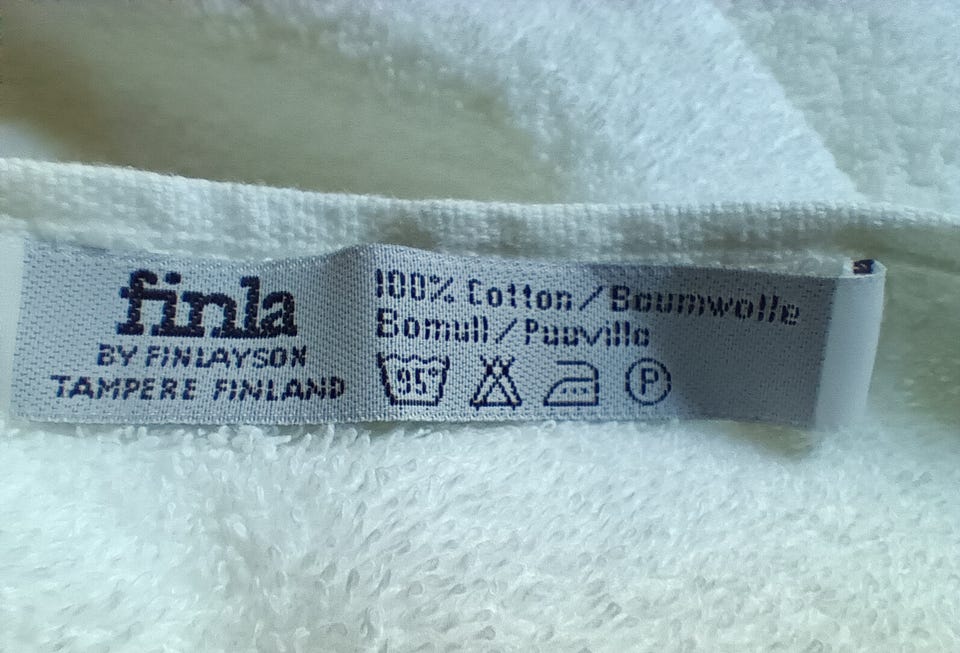 finla
BY FINLAYSON
TAMPERE FINLAND
100% Cotton/Baumwolle
Bomull/Puuvilla
95°
P